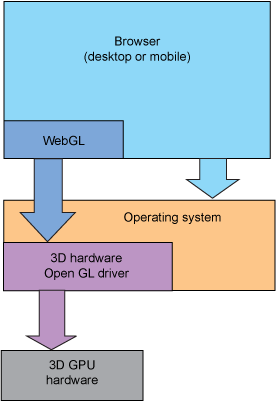 Browser
(desktop or mobile)
WebGL
Operating system
3D hardware
Open GL driver
3D GPU
hardware